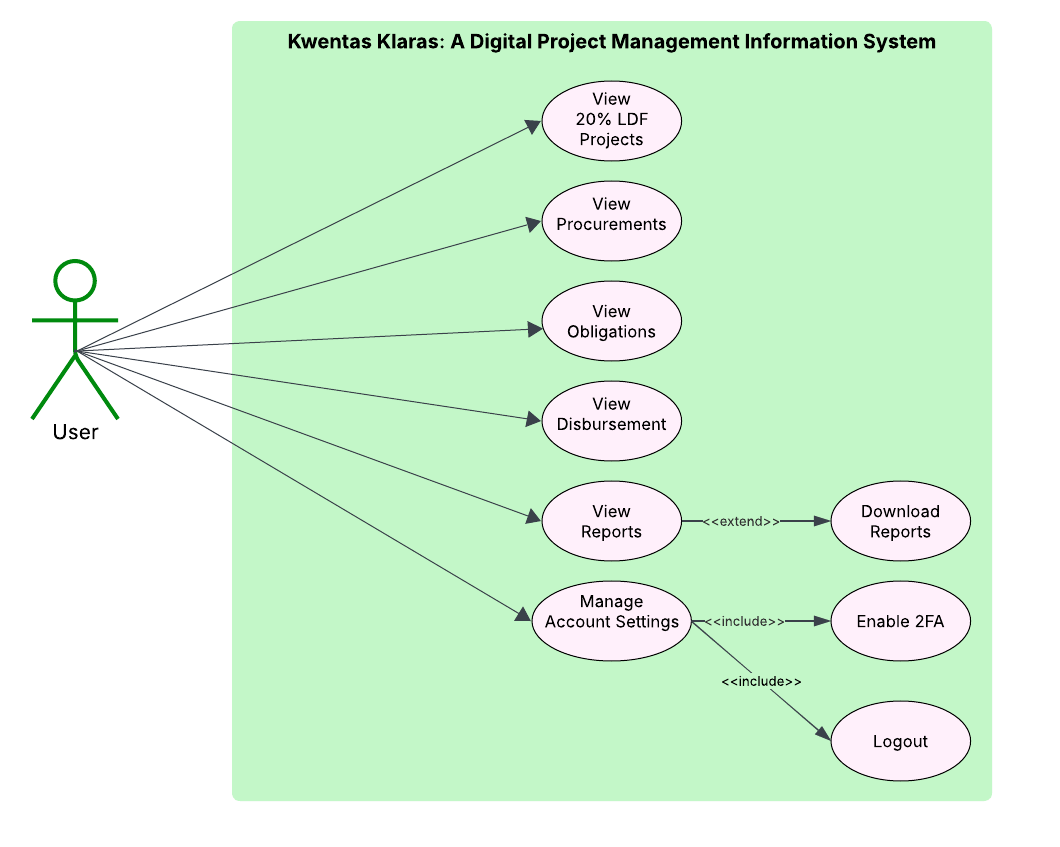 Kwentas Klaras: A Digital Project Management Information System
View
20% LDF
Projects
View
Procurements
View
Obligations
User
View
Disbursement
View
Reports
<<extend>>
Download
Reports
Manage
Account Settings
<<include>>
Enable 2FA
<<include>>
Logout